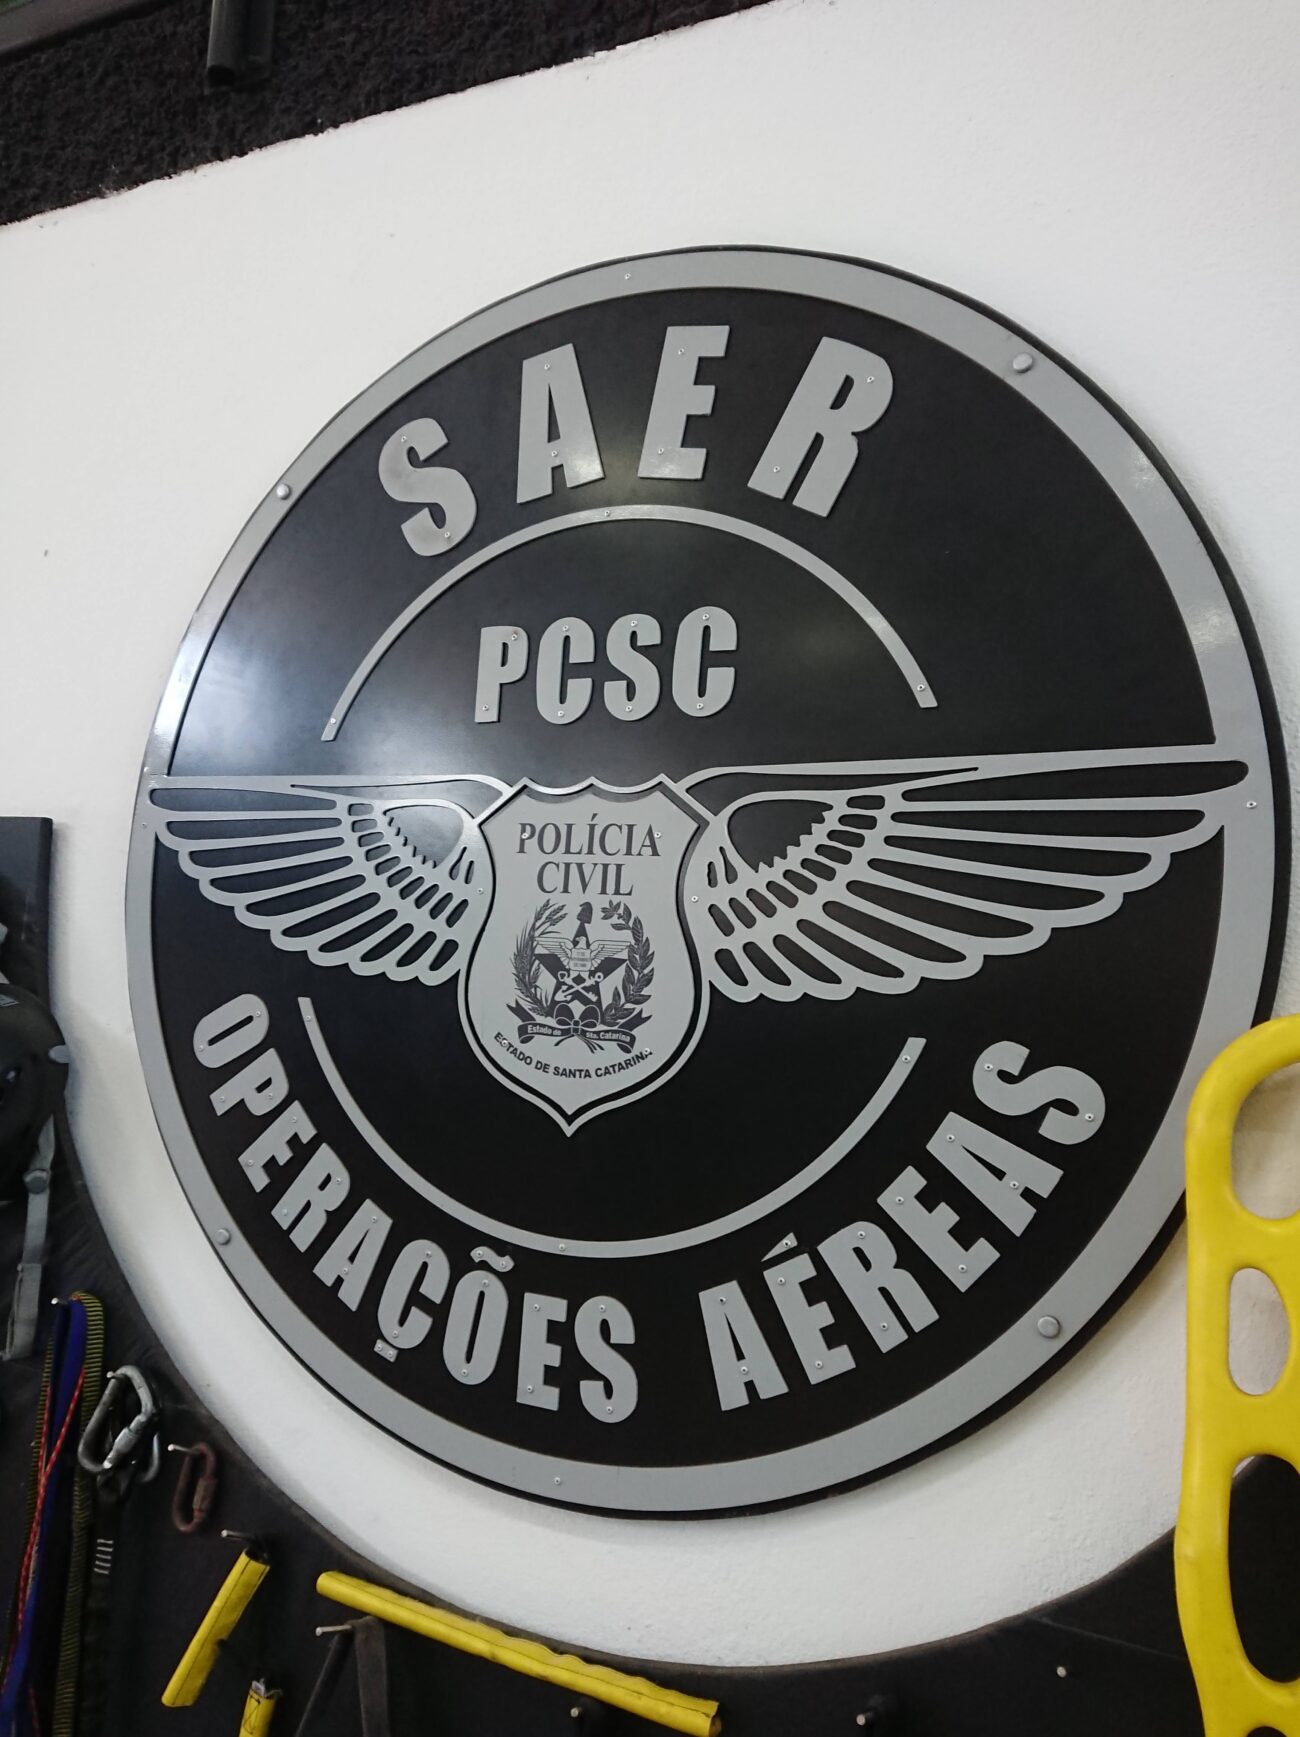 SAER
PCSC
POLÍCIA
CIVIL
Estado de Sta. Catarina
ESTADO DE SANTA CATARINA
OPERAÇÕES AÉREAS